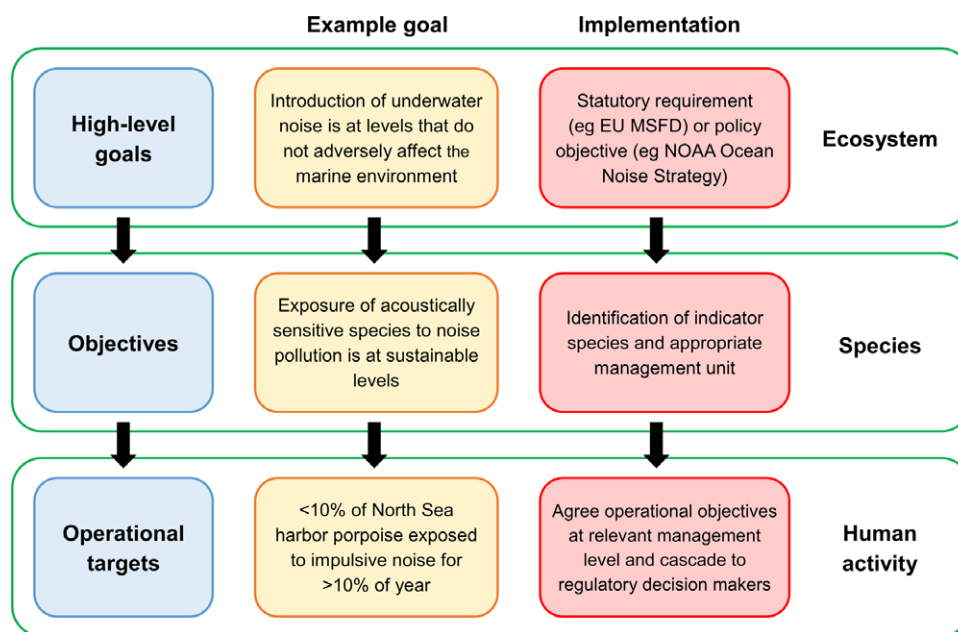 Example goal
Implementation
High-level
goals
Introduction of underwater
noise is at levels that do
not adversely affect the
marine environment
Statutory requirement
(eg EU MSFD) or policy
objective (eg NOAA Ocean
Noise Strategy)
Ecosystem
Objectives
Exposure of acoustically
sensitive species to noise
pollution is at sustainable
levels
Identification of indicator
species and appropriate
management unit
Species
Operational
targets
<10% of North Sea
harbor porpoise exposed
to impulsive noise for
>10% of year
Agree operational objectives
at relevant management
level and cascade to
regulatory decision makers
Human
activity